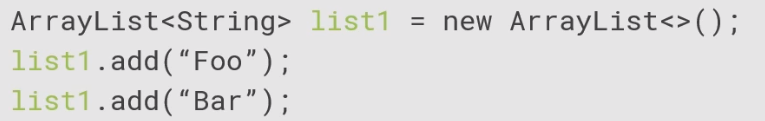 ArrayList<String> list1 = new ArrayList<>();
list1.add(“Foo”);
list1.add(“Bar”);